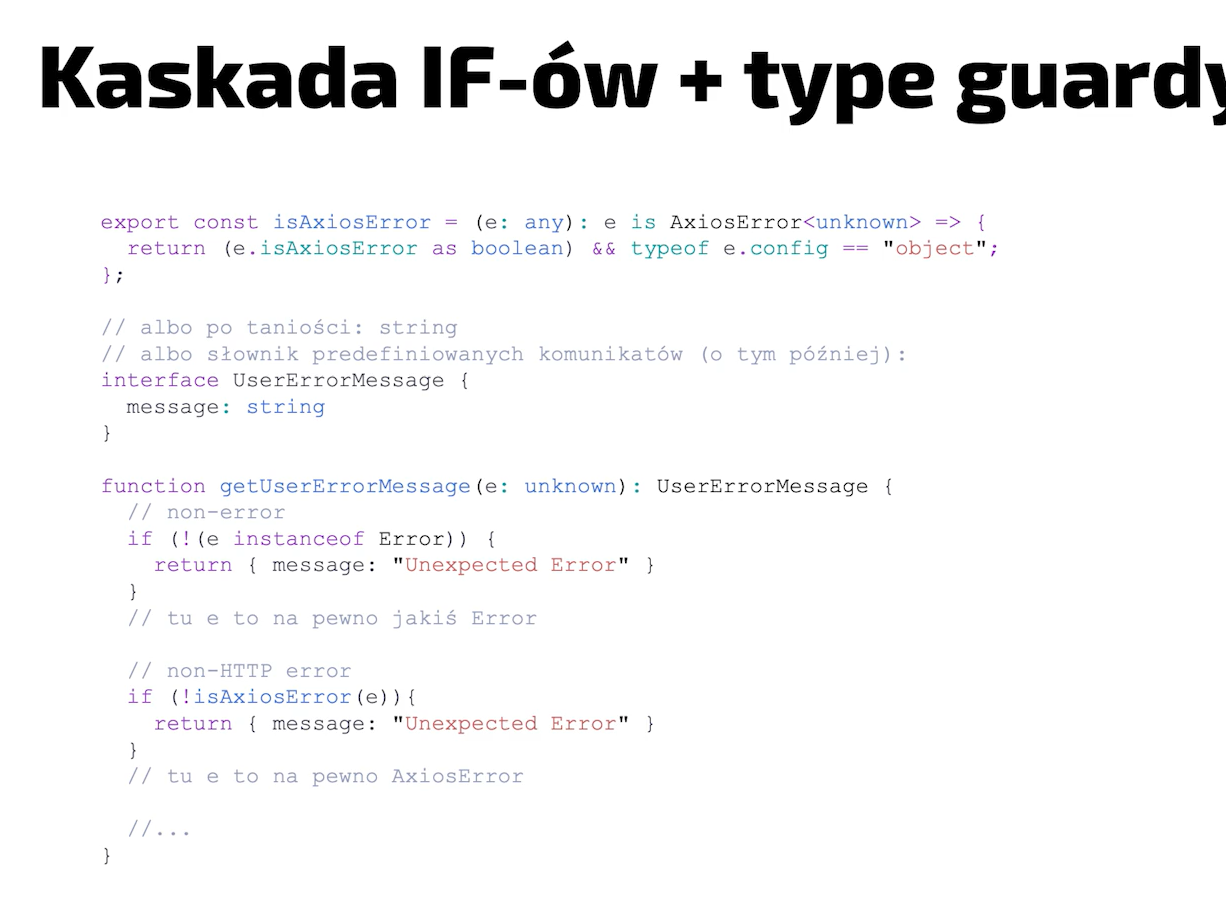 Kaskada IF-ów + type guardy
export const isAxiosError = (e: any): e is AxiosError<unknown> => {
  return (e.isAxiosError as boolean) && typeof e.config == "object";
};
// albo po taniości: string
// albo słownik predefiniowanych komunikatów (o tym później):
interface UserErrorMessage {
  message: string
}
function getUserErrorMessage(e: unknown): UserErrorMessage {
  // non-error
  if (!(e instanceof Error)) {
    return { message: "Unexpected Error" }
  }
  // tu e to na pewno jakiś Error
  // non-HTTP error
  if (!isAxiosError(e)){
    return { message: "Unexpected Error" }
  }
  // tu e to na pewno AxiosError
  //...
}